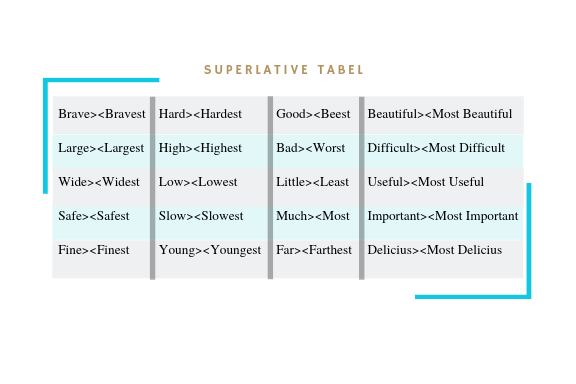 SUPERLATIVE TABEL
Brave><Bravest Hard><Hardest Good><Beest Beautiful><Most Beautiful
Large><Largest High><Highest Bad><Worst Difficult><Most Difficult
Wide><Widest Low><Lowest Little><Least Useful><Most Useful
Safe><Safest Slow><Slowest Much><Most Important><Most Important
Fine><Finest Young><Youngest Far><Farthest Delicius><Most Delicius